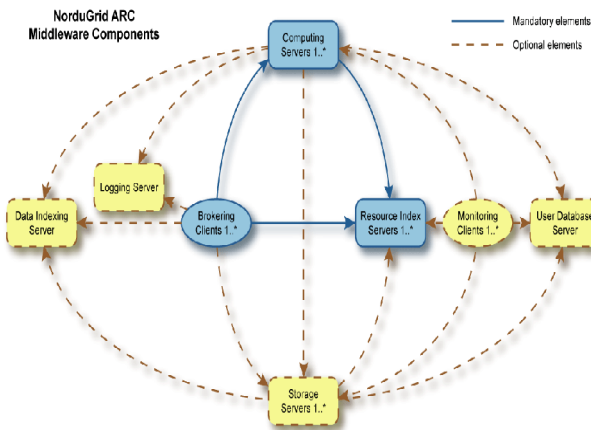 NorduGrid ARC
Middleware Components
Computing
Servers 1..*
Mandatory elements
Optional elements
Logging Server
Data Indexing
Server
Brokering
Clients 1..*
Resource Index
Servers 1..*
Monitoring
Clients 1..*
User Database
Server
Storage
Servers 1..*